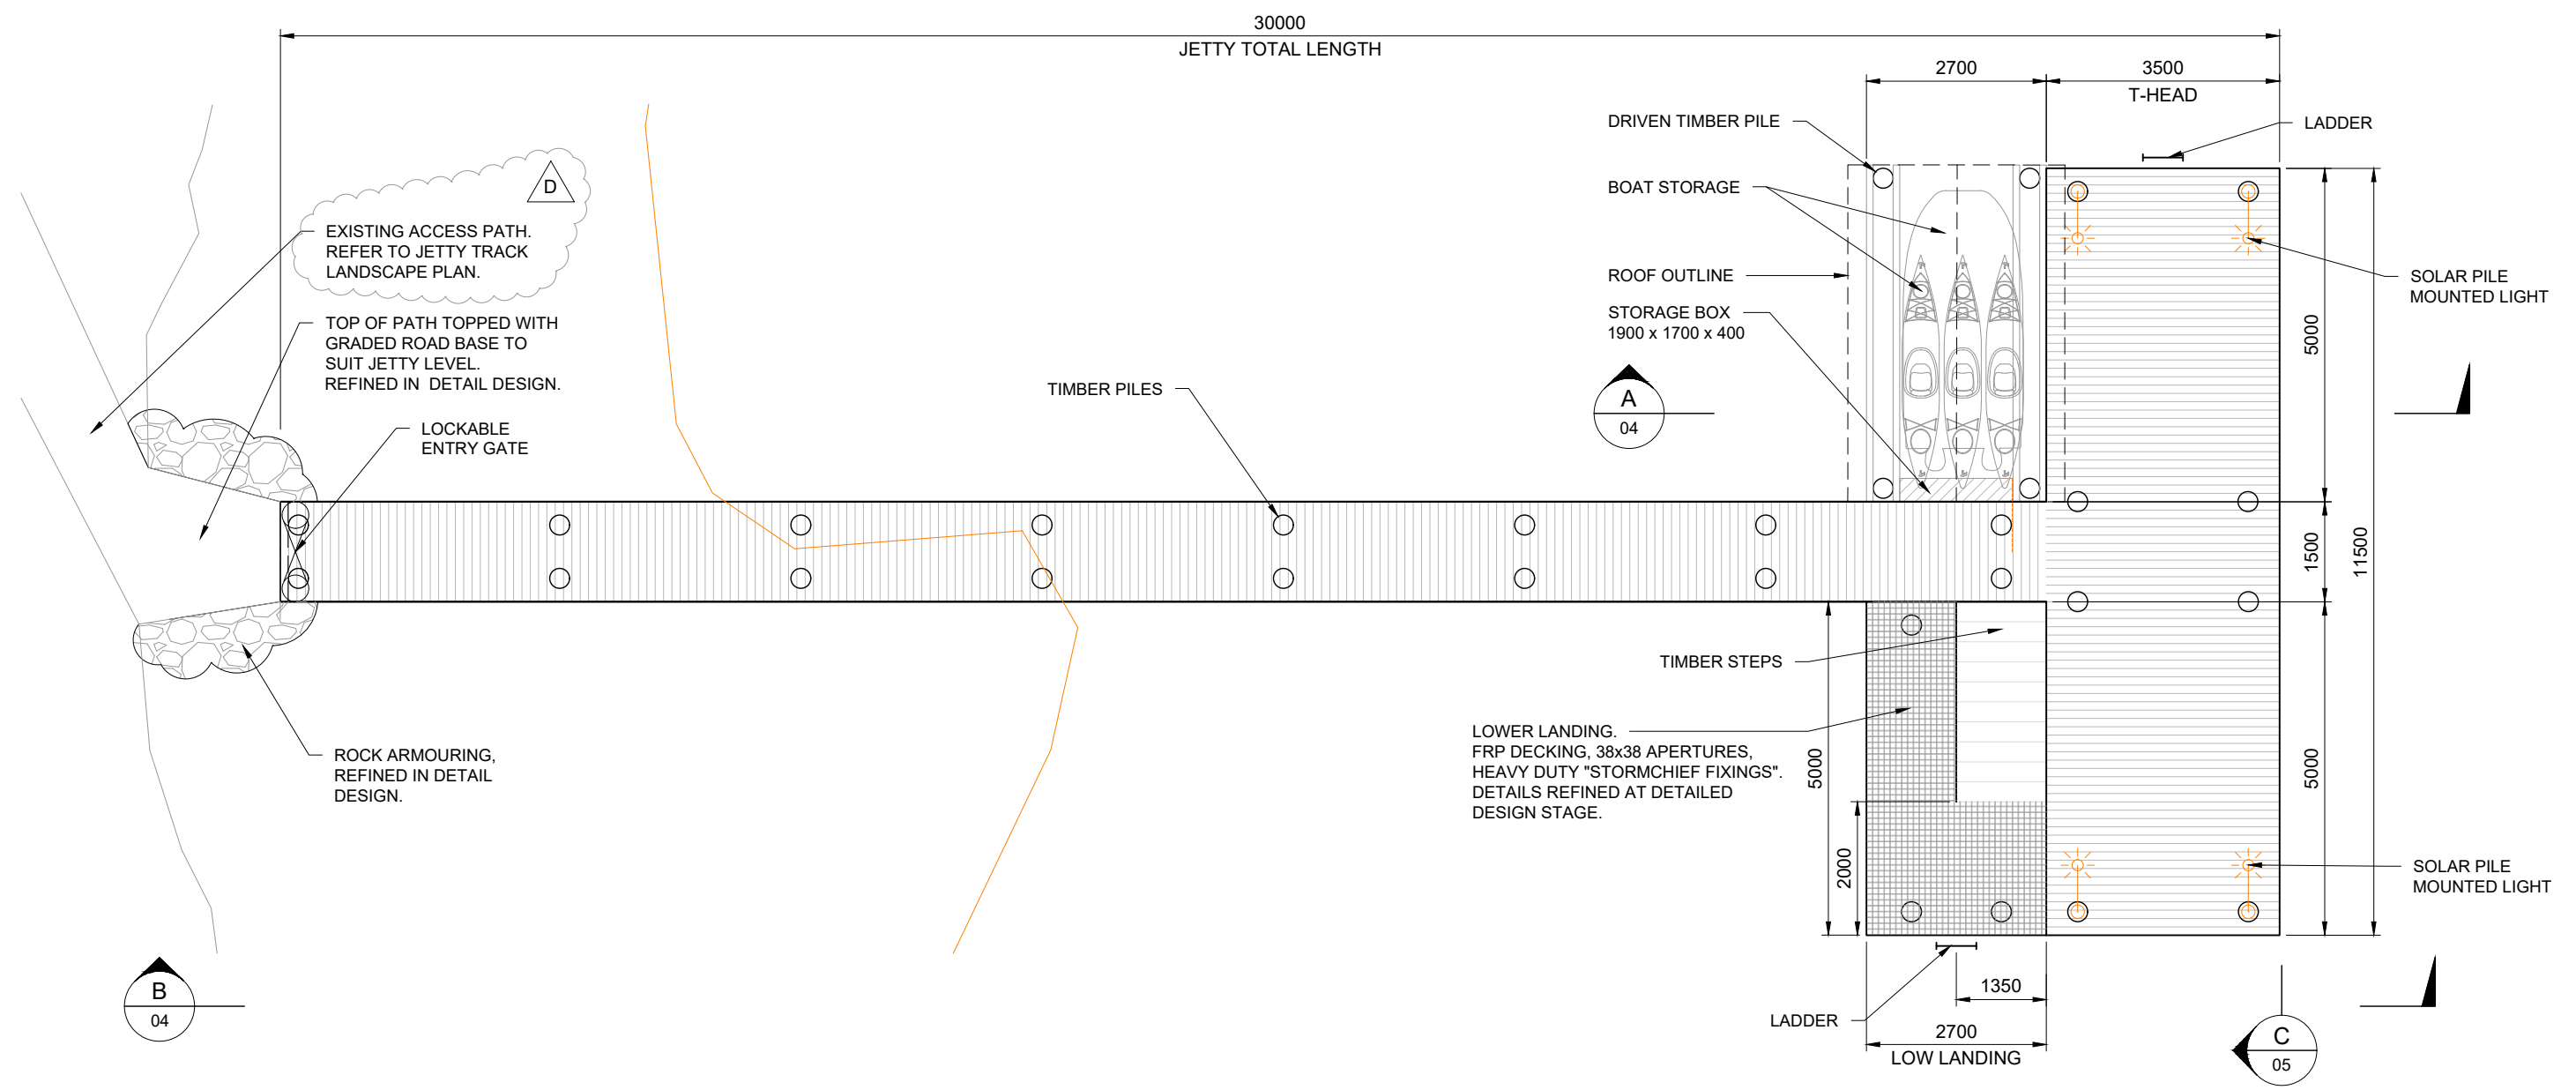 30000
JETTY TOTAL LENGTH
2700
3500
T-HEAD
DRIVEN TIMBER PILE
LADDER
D
BOAT STORAGE
EXISTING ACCESS PATH.
REFER TO JETTY TRACK
LANDSCAPE PLAN.
ROOF OUTLINE
SOLAR PILE
MOUNTED LIGHT
STORAGE BOX
1900 x 1700 x 400
TOP OF PATH TOPPED WITH
GRADED ROAD BASE TO
SUIT JETTY LEVEL.
REFINED IN DETAIL DESIGN.
5000
TIMBER PILES
A
04
LOCKABLE
ENTRY GATE
1500
11500
TIMBER STEPS
LOWER LANDING.
FRP DECKING, 38x38 APERTURES,
HEAVY DUTY "STORMCHIEF FIXINGS".
DETAILS REFINED AT DETAILED
DESIGN STAGE.
5000
5000
ROCK ARMOURING,
REFINED IN DETAIL
DESIGN.
2000
SOLAR PILE
MOUNTED LIGHT
B
04
1350
LADDER
2700
LOW LANDING
C
05